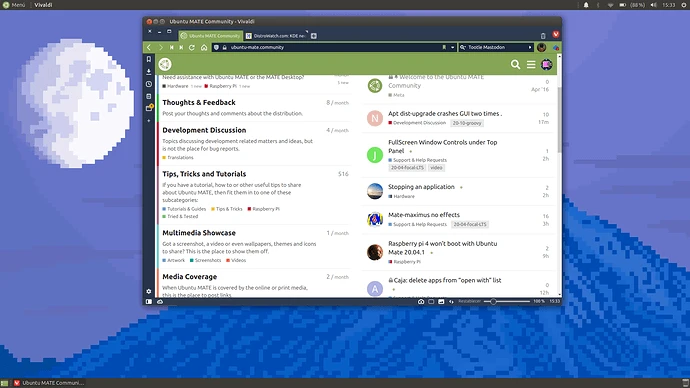 Menú Vivaldi
(88%) 15:33
Ubuntu MATE Community - Vivaldi
Ubuntu MATE Communit
DistroWatch.com: KDE ne
ubuntu-mate.community
Tootle Mastodon
Need assistance with Ubuntu MATE or the MATE Desktop?
Hardware 1 new Raspberry Pi 1 new
Thoughts & Feedback 8 / month
Post your thoughts and comments about the distribution.
Development Discussion 4 / month
Topics discussing development related matters and ideas, but
is not the place for bug reports.
Translations
Tips, Tricks and Tutorials 516
If you have a tutorial, how to or other useful tips to share
about Ubuntu MATE, then fit them in to one of these
subcategories:
Tutorials & Guides Tips & Tricks Raspberry Pi
Tried & Tested
Multimedia Showcase 1 / month
Got a screenshot, a video or even wallpapers, themes and icons
to share? This is the place to show them off.
Artwork Screenshots Videos
Media Coverage 2 / month
When Ubuntu MATE is covered by the online or print media,
this is the place to post links.
Welcome to the Ubuntu MATE 0
Community Apr '16
Meta
Apt dist-upgrade crashes GUI two times . 10
Development Discussion 20-10-groovy 17m
FullScreen Window Controls under Top 1
Panel 2h
Support & Help Requests
20-04-focal-LTS video
Stopping an application 2
Hardware 2h
Mate-maximus no effects 16
Support & Help Requests 20-04-focal-LTS 3h
Raspberry pi 4 won't boot with Ubuntu 2
Mate 20.04.1 9h
Raspberry Pi
Caja: delete apps from "open with" list 0
12h
Restablecer 100 % 15:33
Ubuntu MATE Communi...